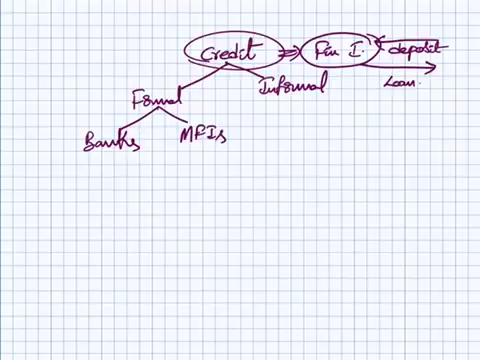 Credit ⇒ Fin I. deposit
Loan.
Formal Informal
Banks MFIs